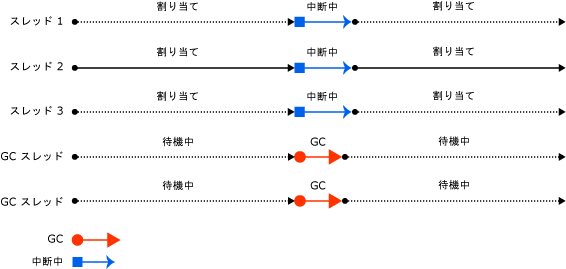 割り当て 中断中 割り当て
スレッド 1
割り当て 中断中 割り当て
スレッド 2
割り当て 中断中 割り当て
スレッド 3
待機中 GC 待機中
GC スレッド
待機中 GC 待機中
GC スレッド
GC
中断中